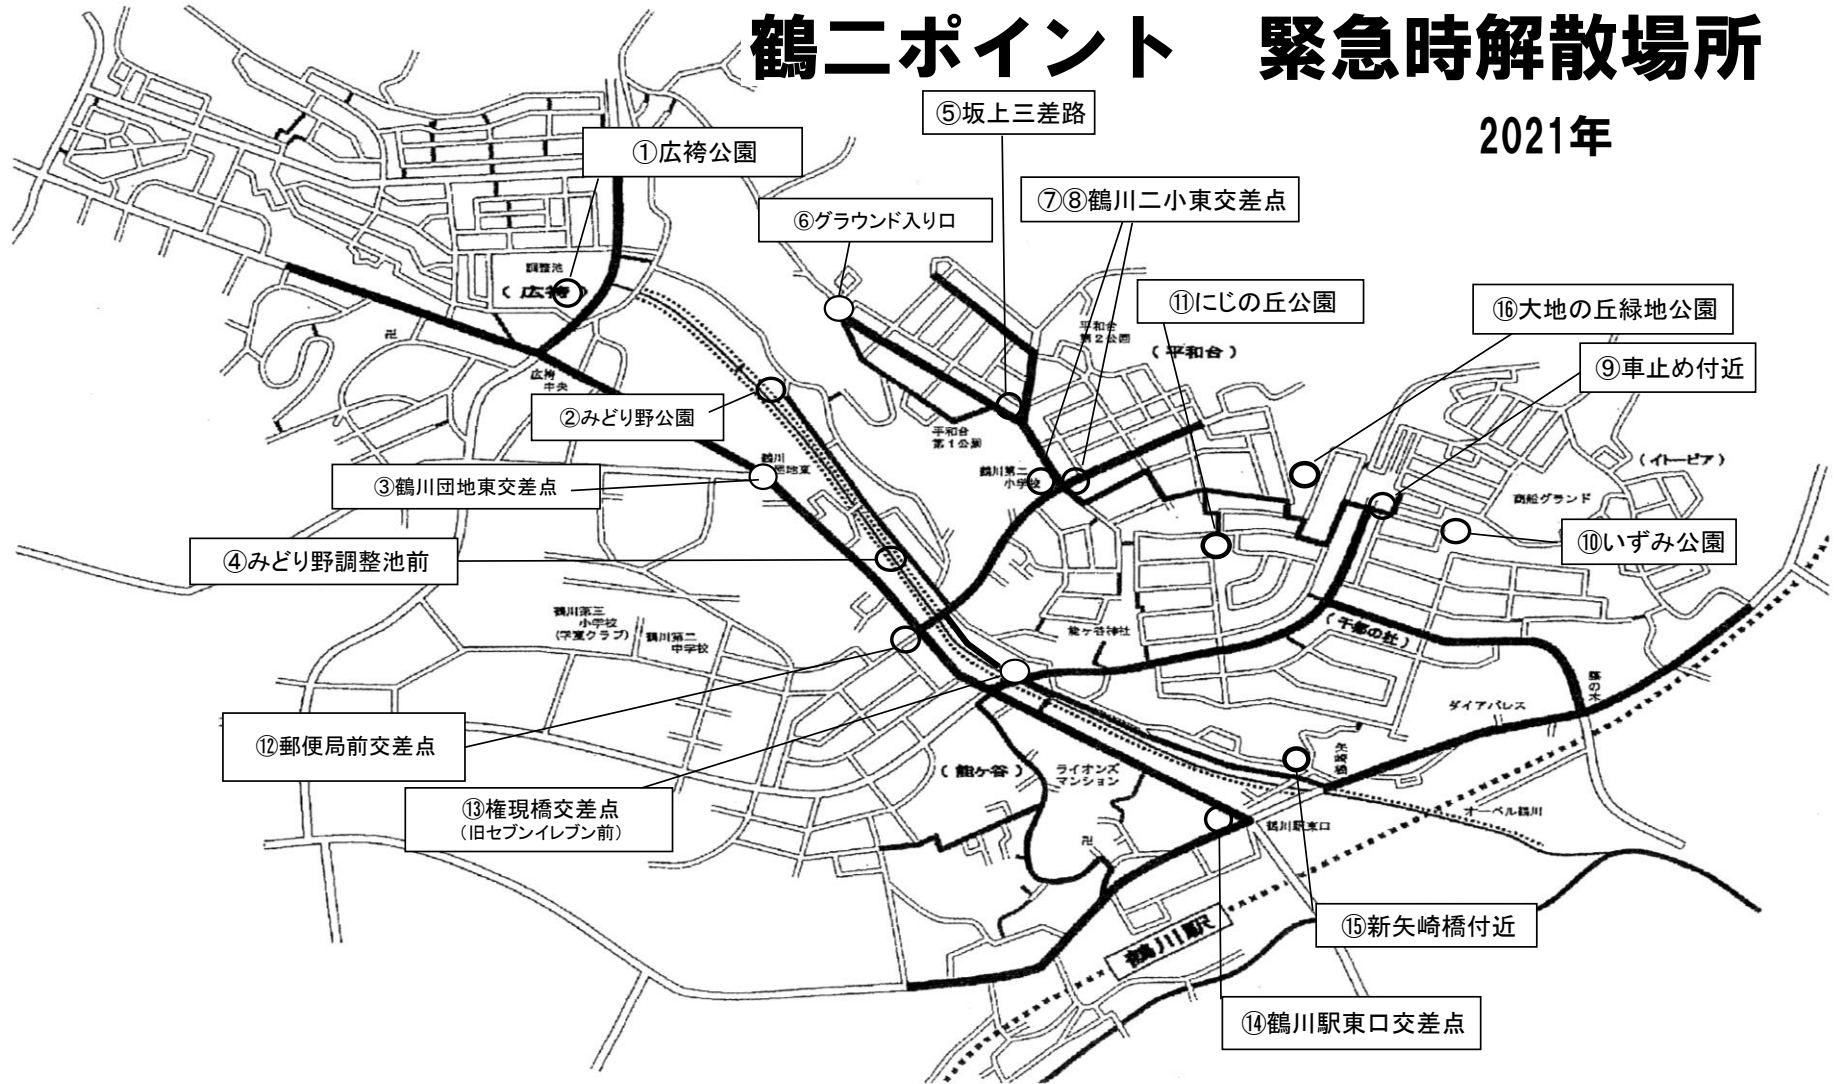 鶴二ポイント　緊急時解散場所
2021年
⑤坂上三差路
①広袴公園
⑦⑧鶴川二小東交差点
⑥グラウンド入り口
調整池
(広袴)
⑪にじの丘公園
⑯大地の丘緑地公園
平和台
第2公園
(平和台)
⑨車止め付近
広袴
中央
②みどり野公園
平和台
第1公園
鶴川
団地東
③鶴川団地東交差点
鶴川第二
小学校
(イトーピア)
商船グランド
⑩いずみ公園
④みどり野調整池前
鶴川第三
小学校
(学童クラブ)
鶴川第二
中学校
熊ヶ谷神社
(千都の杜)
藤の木
ダイアパレス
⑫郵便局前交差点
矢崎橋
(能ヶ谷)
ライオンズ
マンション
⑬権現橋交差点
(旧セブンイレブン前)
オーベル鶴川
鶴川駅東口
⑮新矢崎橋付近
鶴川駅
⑭鶴川駅東口交差点